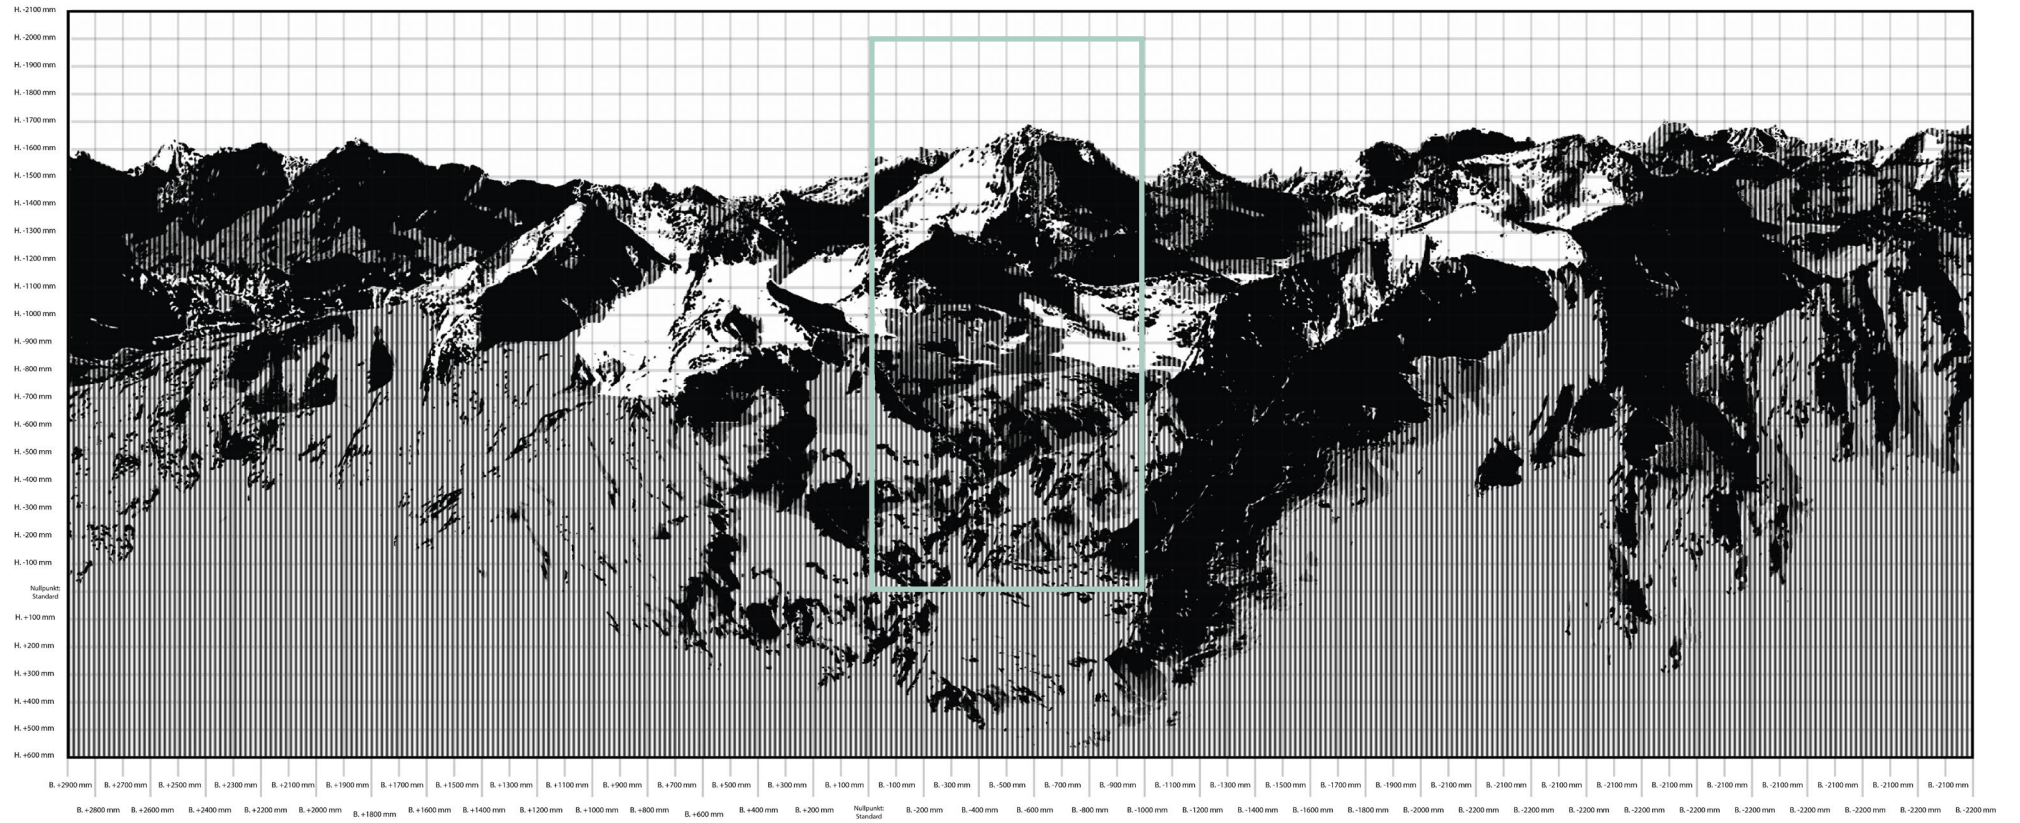 H. -2100 mm
H. -2000 mm
H. -1900 mm
H. -1800 mm
H. -1700 mm
H. -1600 mm
H. -1500 mm
H. -1400 mm
H. -1300 mm
H. -1200 mm
H. -1100 mm
H. -1000 mm
H. -900 mm
H. -800 mm
H. -700 mm
H. -600 mm
H. -500 mm
H. -400 mm
H. -300 mm
H. -200 mm
H. -100 mm
Nullpunkt:
Standard
H. +100 mm
H. +200 mm
H. +300 mm
H. +400 mm
H. +500 mm
H. +600 mm
B. +2900 mm B. +2700 mm B. +2500 mm B. +2300 mm B. +2100 mm B. +1900 mm B. +1700 mm B. +1500 mm B. +1300 mm B. +1100 mm B. +900 mm B. +700 mm B. +500 mm B. +300 mm B. +100 mm B. -100 mm B. -300 mm B. -500 mm B. -700 mm B. -900 mm B. -1100 mm B. -1300 mm B. -1500 mm B. -1700 mm B. -1900 mm B. -2100 mm B. -2100 mm B. -2100 mm B. -2100 mm B. -2100 mm B. -2100 mm B. -2100 mm B. -2100 mm B. -2100 mm
B. +2800 mm B. +2600 mm B. +2400 mm B. +2200 mm B. +2000 mm B. +1800 mm B. +1600 mm B. +1400 mm B. +1200 mm B. +1000 mm B. +800 mm B. +600 mm B. +400 mm B. +200 mm Nullpunkt: B. -200 mm B. -400 mm B. -600 mm B. -800 mm B. -1000 mm B. -1200 mm B. -1400 mm B. -1600 mm B. -1800 mm B. -2000 mm B. -2200 mm B. -2200 mm B. -2200 mm B. -2200 mm B. -2200 mm B. -2200 mm B. -2200 mm B. -2200 mm B. -2200 mm B. -2200 mm
Standard